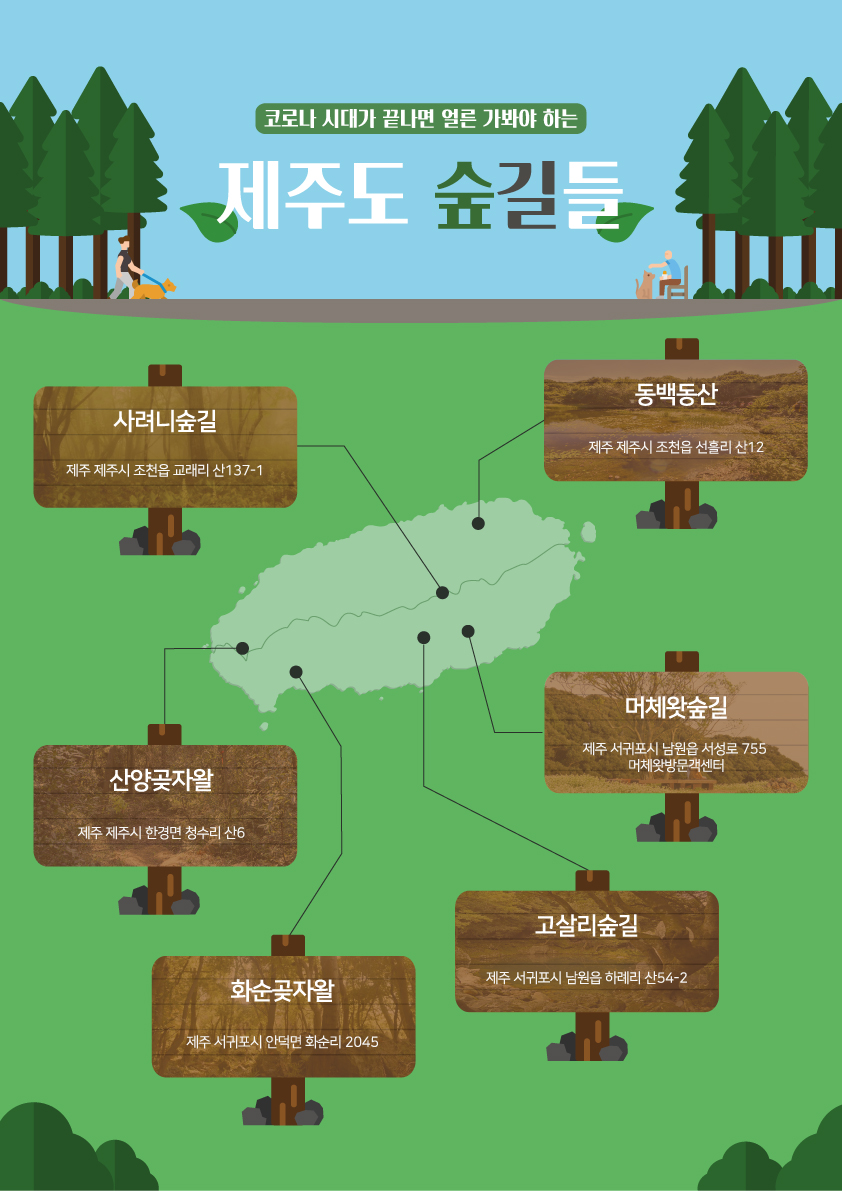 코로나 시대가 끝나면 얼른 가봐야 하는
제주도 숲길들
사려니숲길
제주 제주시 조천읍 교래리 산137-1
동백동산
제주 제주시 조천읍 선흘리 산12
머체왓숲길
제주 서귀포시 남원읍 서성로 755
머체왓방문객센터
산양곶자왈
제주 제주시 한경면 청수리 산6
고살리숲길
제주 서귀포시 남원읍 하례리 산54-2
화순곶자왈
제주 서귀포시 안덕면 화순리 2045